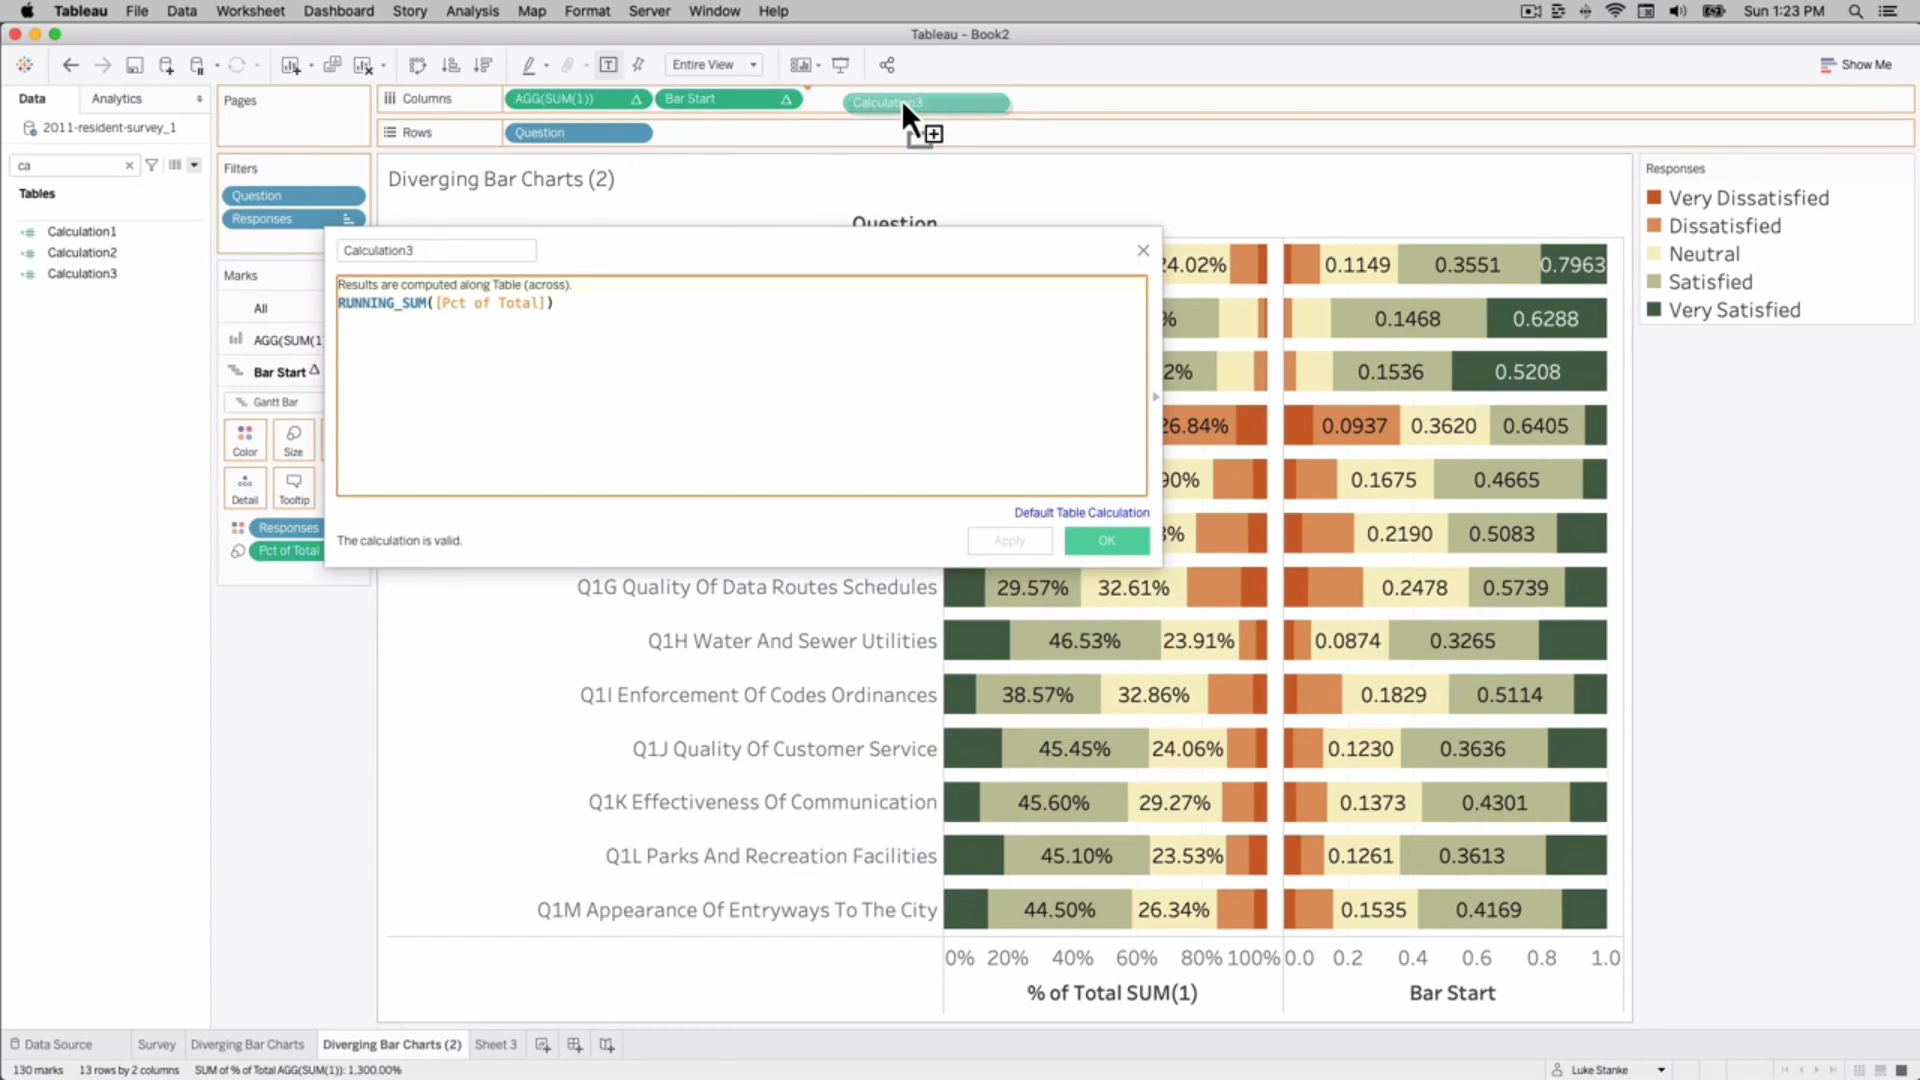 Tableau File Data Worksheet Dashboard Story Analysis Map Format Server Window Help Sun 1:23 PM
Tableau - Book2
Entire View Show Me
Data Analytics Pages Columns AGG(SUM(1)) Bar Start
2011-resident-survey_1 Rows Question
ca Filters
Tables Question Diverging Bar Charts (2) Responses
Responses Very Dissatisfied
Calculation1 Question Dissatisfied
Calculation2 Calculation3 Neutral
Calculation3 Marks Satisfied
Results are computed along Table (across). Very Satisfied
RUNNING_SUM([Pct of Total])
24.02% 0.1149 0.3551 0.7963
All % 0.1468 0.6288
AGG(SUM(1
Bar Start 2% 0.1536 0.5208
Gantt Bar
26.84% 0.0937 0.3620 0.6405
Color Size
90% 0.1675 0.4665
Detail Tooltip
Default Table Calculation
Responses
The calculation is valid. Apply OK 0.2190 0.5083
Pct of Total
Q1G Quality Of Data Routes Schedules 29.57% 32.61% 0.2478 0.5739
Q1H Water And Sewer Utilities 46.53% 23.91% 0.0874 0.3265
Q1I Enforcement Of Codes Ordinances 38.57% 32.86% 0.1829 0.5114
Q1J Quality Of Customer Service 45.45% 24.06% 0.1230 0.3636
Q1K Effectiveness Of Communication 45.60% 29.27% 0.1373 0.4301
Q1L Parks And Recreation Facilities 45.10% 23.53% 0.1261 0.3613
Q1M Appearance Of Entryways To The City 44.50% 26.34% 0.1535 0.4169
0% 20% 40% 60% 80% 100% 0.0 0.2 0.4 0.6 0.8 1.0
% of Total SUM(1) Bar Start
Data Source Survey Diverging Bar Charts Diverging Bar Charts (2) Sheet 3
130 marks 13 rows by 2 columns SUM of % of Total AGG(SUM(1)): 1,300.00% Luke Stanke